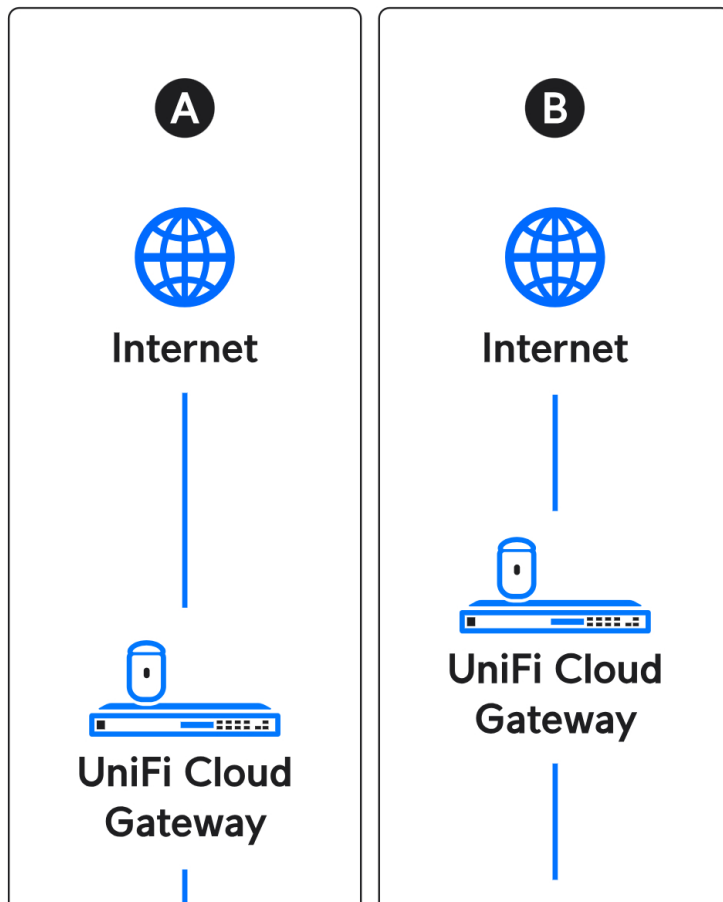 A
Internet
UniFi Cloud
Gateway
B
Internet
UniFi Cloud
Gateway